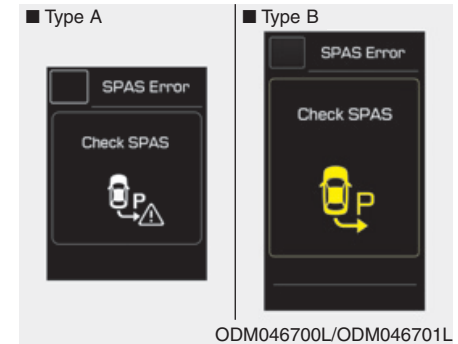 ■ Type A
■ Type B
SPAS Error
Check SPAS
P
SPAS Error
Check SPAS
P
ODM046700L/ODM046701L